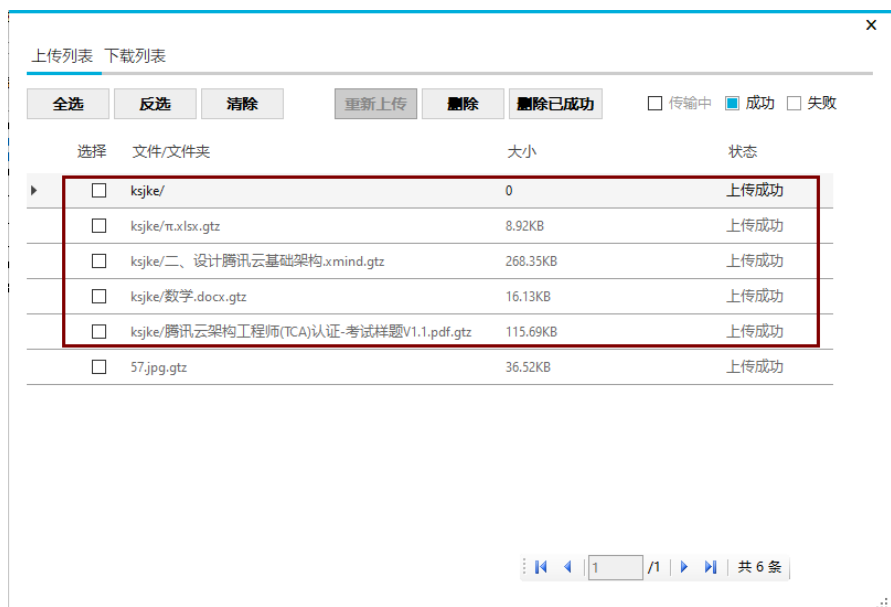 ×
上传列表 下载列表
全选 反选 清除 重新上传 删除 删除已成功 传输中 成功 失败
选择 文件/文件夹 大小 状态
ksjke/ 0 上传成功
ksjke/π.xlsx.gtz 8.92KB 上传成功
ksjke/二、设计腾讯云基础架构.xmind.gtz 268.35KB 上传成功
ksjke/数学.docx.gtz 16.13KB 上传成功
ksjke/腾讯云架构工程师(TCA)认证-考试样题V1.1.pdf.gtz 115.69KB 上传成功
57.jpg.gtz 36.52KB 上传成功
1 /1 共 6 条